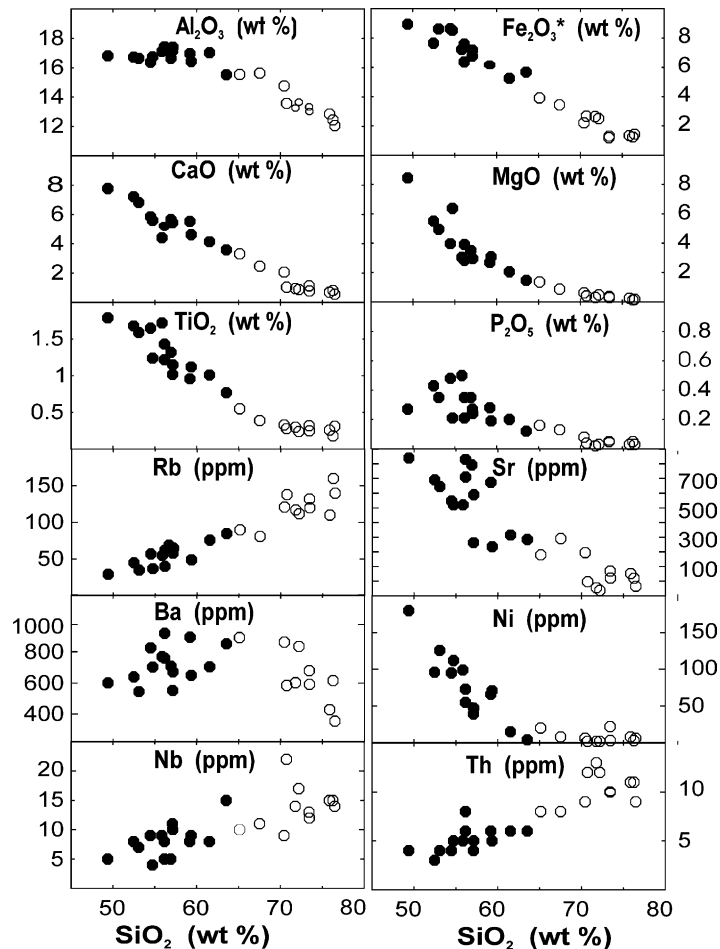 Al₂O₃ (wt %)
18
16
14
12
Fe₂O₃* (wt %)
8
6
4
2
CaO (wt %)
8
6
4
2
MgO (wt %)
8
6
4
2
TiO₂ (wt %)
1.5
1
0.5
P₂O₅ (wt %)
0.8
0.6
0.4
0.2
Rb (ppm)
150
100
50
Sr (ppm)
700
500
300
100
Ba (ppm)
1000
800
600
400
Ni (ppm)
150
100
50
Nb (ppm)
20
15
10
5
Th (ppm)
10
5
50 60 70 80
SiO₂ (wt %)
50 60 70 80
SiO₂ (wt %)